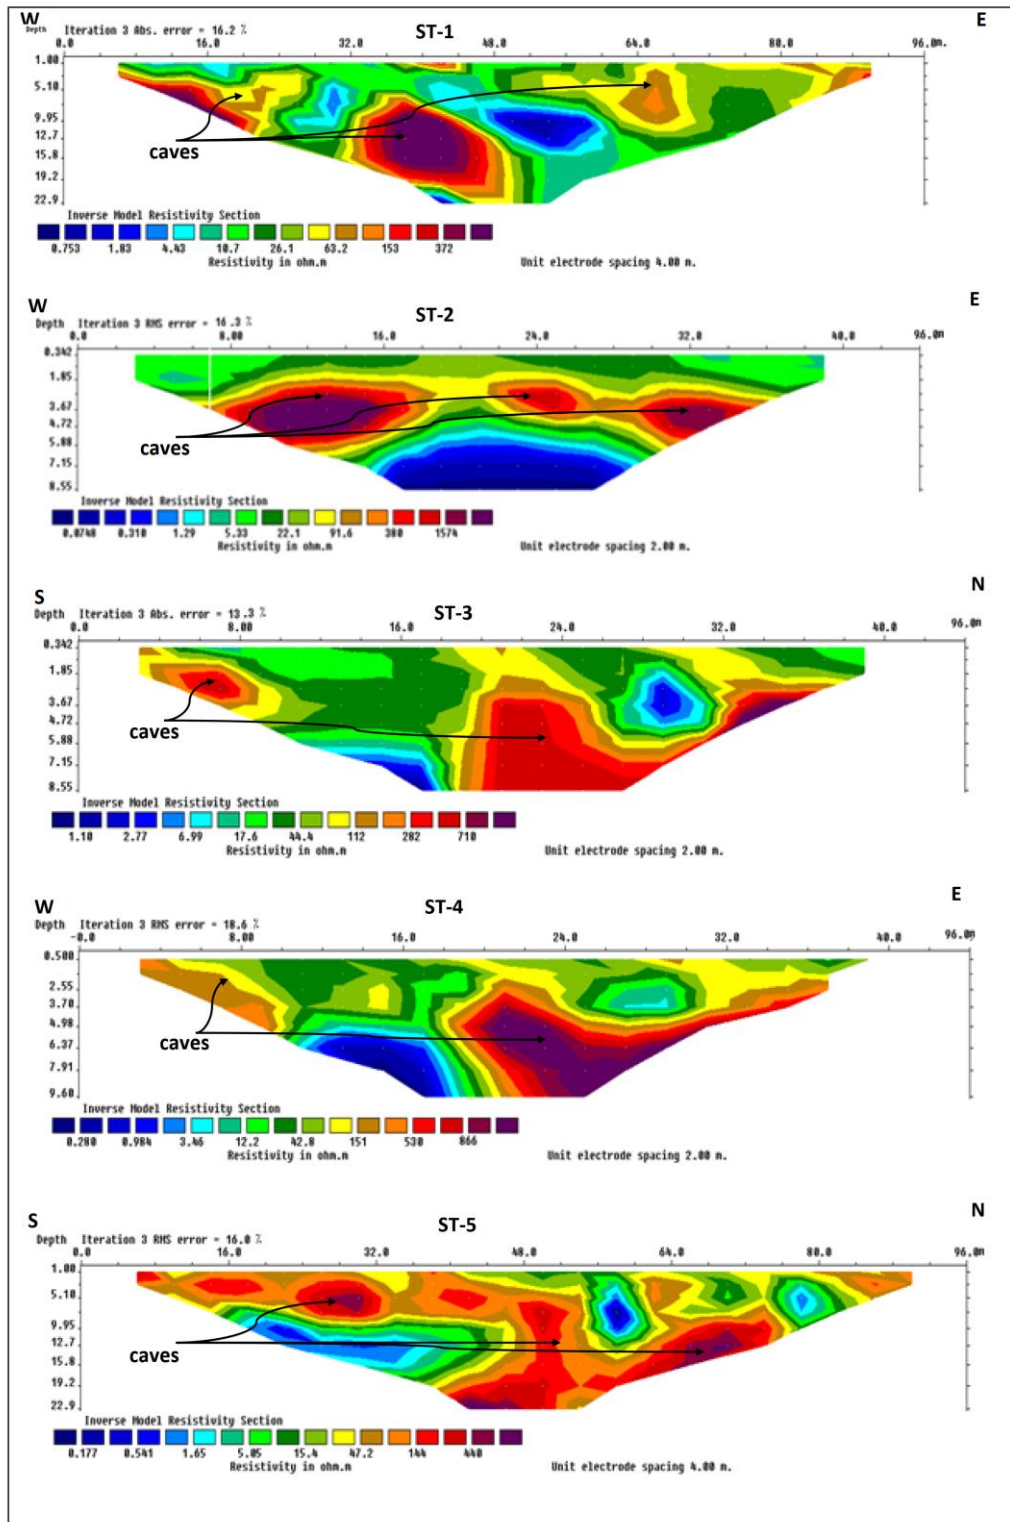 W ST-1 E
Depth Iteration 3 Abs. error = 16.2 %
0.0 16.0 32.0 48.0 64.0 80.0 96.0m.
1.00
5.10
9.95
12.7
15.8
19.2
22.9
caves
Inverse Model Resistivity Section
0.753 1.83 4.43 10.7 26.1 63.2 153 372
Resistivity in ohm.m Unit electrode spacing 4.00 m.
W ST-2 E
Depth Iteration 3 RMS error = 16.3 %
0.0 8.00 16.0 24.0 32.0 40.0 96.0m
0.342
1.85
3.67
4.72
5.88
7.15
8.55
caves
Inverse Model Resistivity Section
0.0748 0.310 1.29 5.33 22.1 91.6 380 1574
Resistivity in ohm.m Unit electrode spacing 2.00 m.
S ST-3 N
Depth Iteration 3 Abs. error = 13.3 %
0.0 8.00 16.0 24.0 32.0 40.0 96.0m
0.342
1.85
3.67
4.72
5.88
7.15
8.55
caves
Inverse Model Resistivity Section
1.10 2.77 6.99 17.6 44.4 112 282 710
Resistivity in ohm.m Unit electrode spacing 2.00 m.
W ST-4 E
Depth Iteration 3 RMS error = 18.6 %
-0.0 8.00 16.0 24.0 32.0 40.0 96.0m
0.500
2.55
3.70
4.98
6.37
7.91
9.60
caves
Inverse Model Resistivity Section
0.280 0.984 3.46 12.2 42.8 151 530 866
Resistivity in ohm.m Unit electrode spacing 2.00 m.
S ST-5 N
Depth Iteration 3 RMS error = 16.0 %
0.0 16.0 32.0 48.0 64.0 80.0 96.0m
1.00
5.10
9.95
12.7
15.8
19.2
22.9
caves
Inverse Model Resistivity Section
0.177 0.541 1.65 5.05 15.4 47.2 144 440
Resistivity in ohm.m Unit electrode spacing 4.00 m.